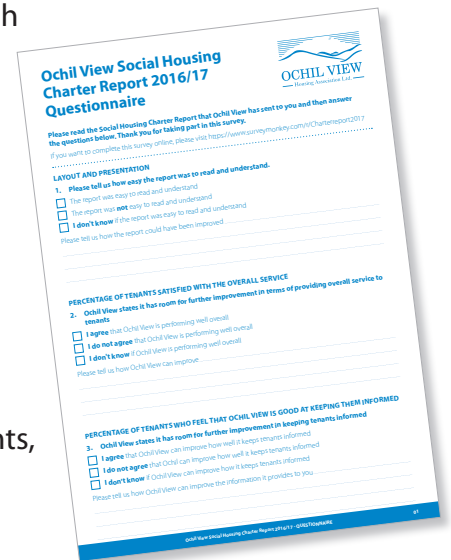 h
Ochil View Social Housing
Charter Report 2016/17
Questionnaire
OCHIL VIEW
Housing Association Ltd.
Please read the Social Housing Charter Report that Ochil View has sent to you and then answer
the questions below. Thank you for taking part in this survey.
If you want to complete this survey online, please visit https://www.surveymonkey.com/r/Charterreport2017
LAYOUT AND PRESENTATION
1. Please tell us how easy the report was to read and understand.
The report was easy to read and understand
The report was not easy to read and understand
I don't know if the report was easy to read and understand
Please tell us how the report could have been improved
PERCENTAGE OF TENANTS SATISFIED WITH THE OVERALL SERVICE
2. Ochil View states it has room for further improvement in terms of providing overall service to
tenants
I agree that Ochil View is performing well overall
I do not agree that Ochil View is performing well overall
I don't know if Ochil View is performing well overall
Please tell us how Ochil View can improve
nts,
PERCENTAGE OF TENANTS WHO FEEL THAT OCHIL VIEW IS GOOD AT KEEPING THEM INFORMED
3. Ochil View states it has room for further improvement in keeping tenants informed
I agree that Ochil View can improve how well it keeps tenants informed
I do not agree that Ochil can improve how well it keeps tenants informed
I don't know if Ochil View can improve how it keeps tenants informed
Please tell us how Ochil View can improve the information it provides to you
Ochil View Social Housing Charter Report 2016/17 - QUESTIONNAIRE 01